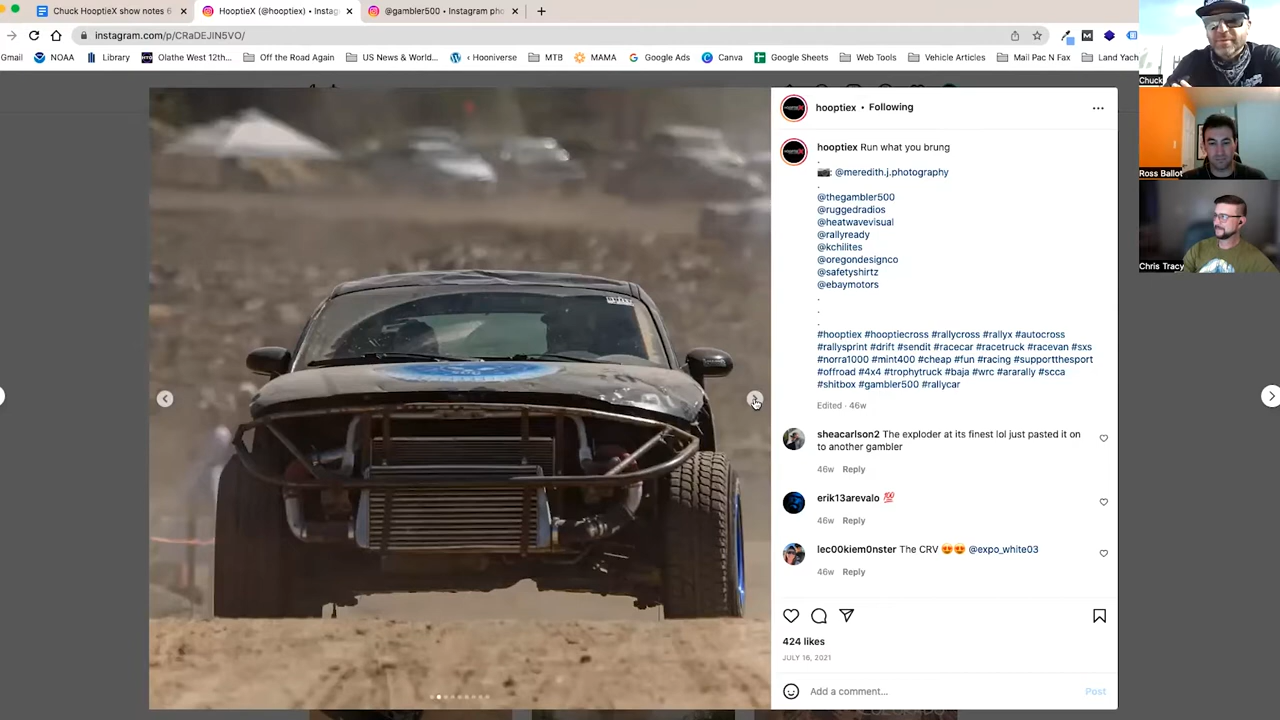 Chuck HooptieX show notes 6
HooptieX (@hooptiex) • Instag
@gambler500 • Instagram pho
instagram.com/p/CRaDEJIN5VO/
Gmail
NOAA
Library
Olathe West 12th...
Off the Road Again
US News & World...
‹ Hooniverse
MTB
MAMA
Google Ads
Canva
Google Sheets
Web Tools
Vehicle Articles
Mail Pac N Fax
Land Yach
Chuck
Ross Ballot
Chris Tracy
hooptiex • Following
hooptiex Run what you brung
.
: @meredith.j.photography
.
@thegambler500
@ruggedradios
@heatwavevisual
@rallyready
@kchilites
@oregondesignco
@safetyshirtz
@ebaymotors
.
.
.
#hooptiex #hooptiecross #rallycross #rallyx #autocross
#rallysprint #drift #sendit #racecar #racetruck #racevan #sxs
#norra1000 #mint400 #cheap #fun #racing #supportthesport
#offroad #4x4 #trophytruck #baja #wrc #ararally #scca
#shitbox #gambler500 #rallycar
Edited · 46w
sheacarlson2 The exploder at its finest lol just pasted it on
to another gambler
46w Reply
erik13arevalo 💯
46w Reply
lec00kiem0nster The CRV 😍😍 @expo_white03
46w Reply
424 likes
JULY 16, 2021
Add a comment...
Post